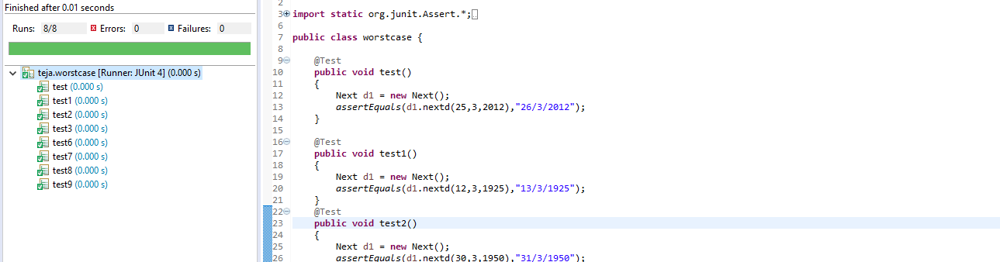 Finished after 0.01 seconds
Runs: 8/8 Errors: 0 Failures: 0
teja.worstcase [Runner: JUnit 4] (0.000 s)
test (0.000 s)
test1 (0.000 s)
test2 (0.000 s)
test3 (0.000 s)
test6 (0.000 s)
test7 (0.000 s)
test8 (0.000 s)
test9 (0.000 s)
2
3 import static org.junit.Assert.*;
6
7 public class worstcase {
8
9 @Test
10 public void test()
11 {
12 Next d1 = new Next();
13 assertEquals(d1.nextd(25,3,2012),"26/3/2012");
14 }
15
16 @Test
17 public void test1()
18 {
19 Next d1 = new Next();
20 assertEquals(d1.nextd(12,3,1925),"13/3/1925");
21 }
22 @Test
23 public void test2()
24 {
25 Next d1 = new Next();
26 assertEquals(d1.nextd(30,3,1950),"31/3/1950");